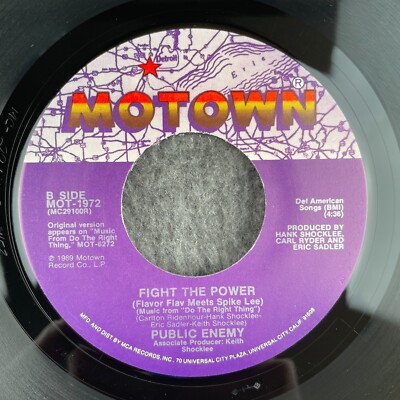 Detroit
Erie
MOTOWN®
B SIDE
MOT-1972
(MC29100R)
Original version
appears on "Music
From Do The Right
Thing," MOT-6272
℗ 1989 Motown
Record Co., L.P.
Def American
Songs (BMI)
(4:36)
PRODUCED BY
HANK SHOCKLEE,
CARL RYDER AND
ERIC SADLER
FIGHT THE POWER
(Flavor Flav Meets Spike Lee)
(Music from "Do The Right Thing")
(Carlton Ridenhour-Hank Shocklee-
Eric Sadler-Keith Shocklee)
PUBLIC ENEMY
Associate Producer: Keith
Shocklee
MFG AND DIST BY MCA RECORDS, INC., 70 UNIVERSAL CITY PLAZA, UNIVERSAL CITY, CALIF. 91608